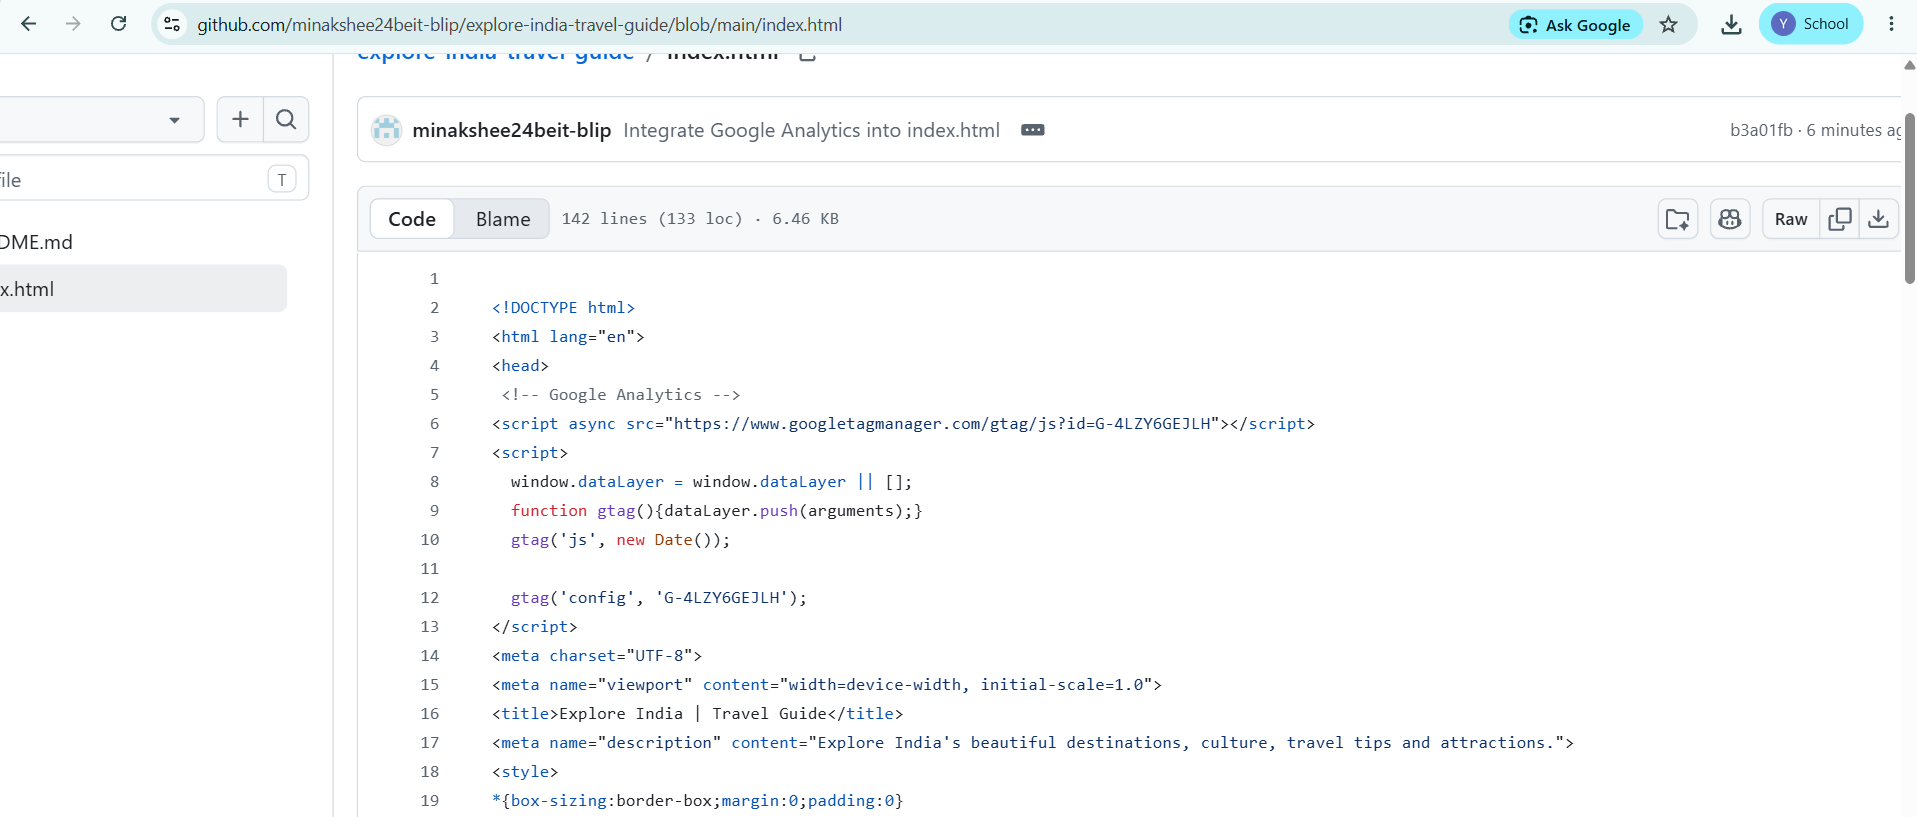 github.com/minakshee24beit-blip/explore-india-travel-guide/blob/main/index.html
Ask Google
Y School
explore-india-travel-guide / index.html
minakshee24beit-blip Integrate Google Analytics into index.html
b3a01fb · 6 minutes ag
ile T
DME.md
x.html
Code Blame 142 lines (133 loc) · 6.46 KB
Raw
1
2 <!DOCTYPE html>
3 <html lang="en">
4 <head>
5 <!-- Google Analytics -->
6 <script async src="https://www.googletagmanager.com/gtag/js?id=G-4LZY6GEJLH"></script>
7 <script>
8 window.dataLayer = window.dataLayer || [];
9 function gtag(){dataLayer.push(arguments);}
10 gtag('js', new Date());
11
12 gtag('config', 'G-4LZY6GEJLH');
13 </script>
14 <meta charset="UTF-8">
15 <meta name="viewport" content="width=device-width, initial-scale=1.0">
16 <title>Explore India | Travel Guide</title>
17 <meta name="description" content="Explore India's beautiful destinations, culture, travel tips and attractions.">
18 <style>
19 *{box-sizing:border-box;margin:0;padding:0}